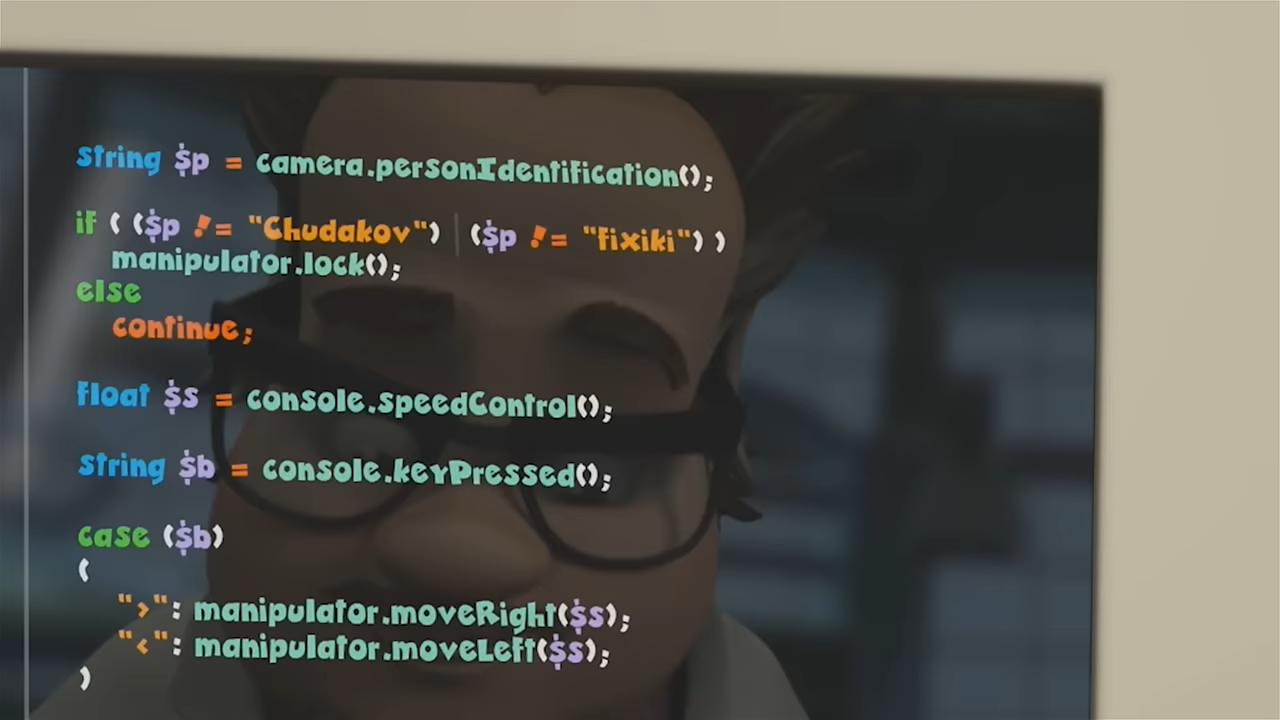 string $p = camera.personIdentification();
if ( ($p != "Chudakov") | ($p != "fixiki") )
manipulator.lock();
else
continue;
float $s = console.speedControl();
string $b = console.keyPressed();
case ($b)
(
">": manipulator.moveRight($s);
"<": manipulator.moveLeft($s);
)